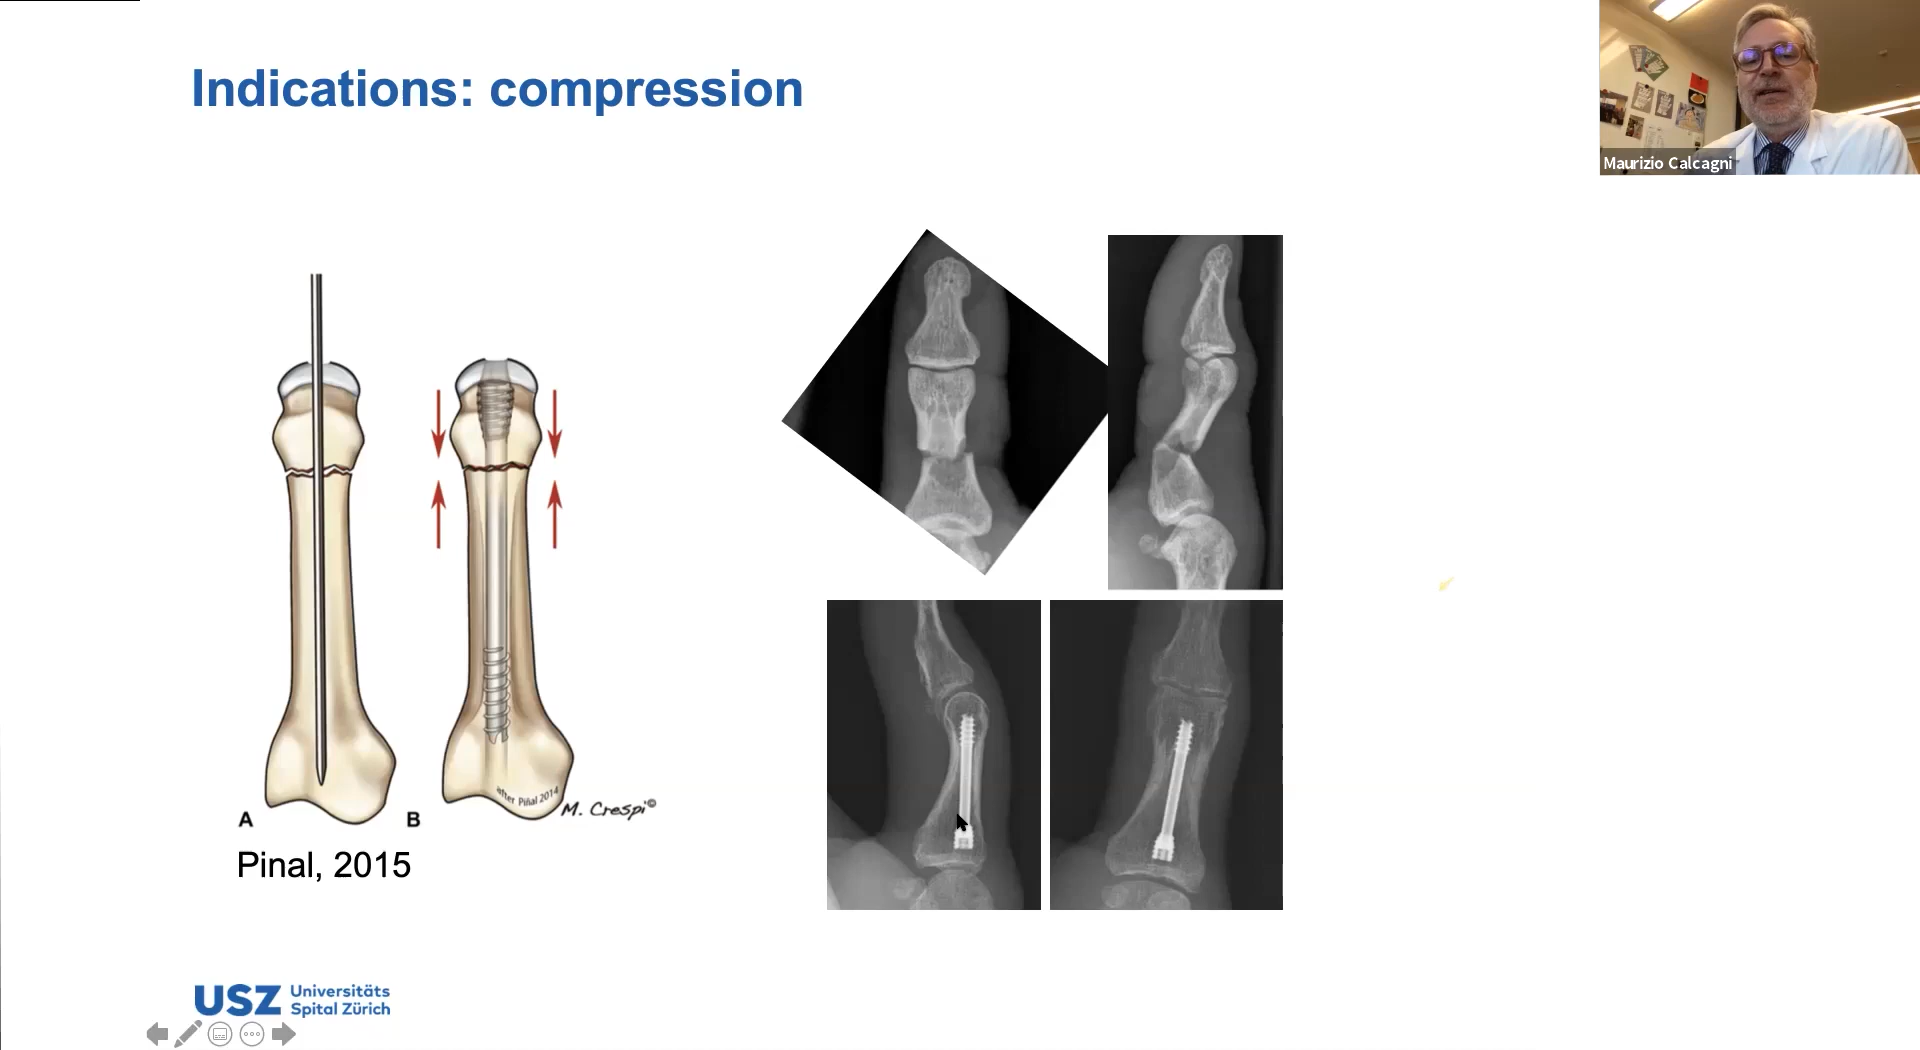 Indications: compression
Maurizio Calcagni
after Piñal 2014
M. Crespi©
A
B
Pinal, 2015
USZ Universitäts
Spital Zürich